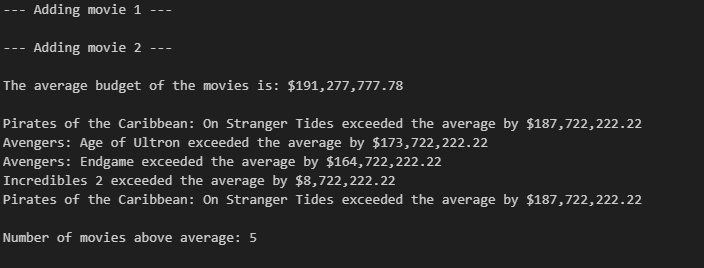 --- Adding movie 1 ---
--- Adding movie 2 ---
The average budget of the movies is: $191,277,777.78
Pirates of the Caribbean: On Stranger Tides exceeded the average by $187,722,222.22
Avengers: Age of Ultron exceeded the average by $173,722,222.22
Avengers: Endgame exceeded the average by $164,722,222.22
Incredibles 2 exceeded the average by $8,722,222.22
Pirates of the Caribbean: On Stranger Tides exceeded the average by $187,722,222.22
Number of movies above average: 5